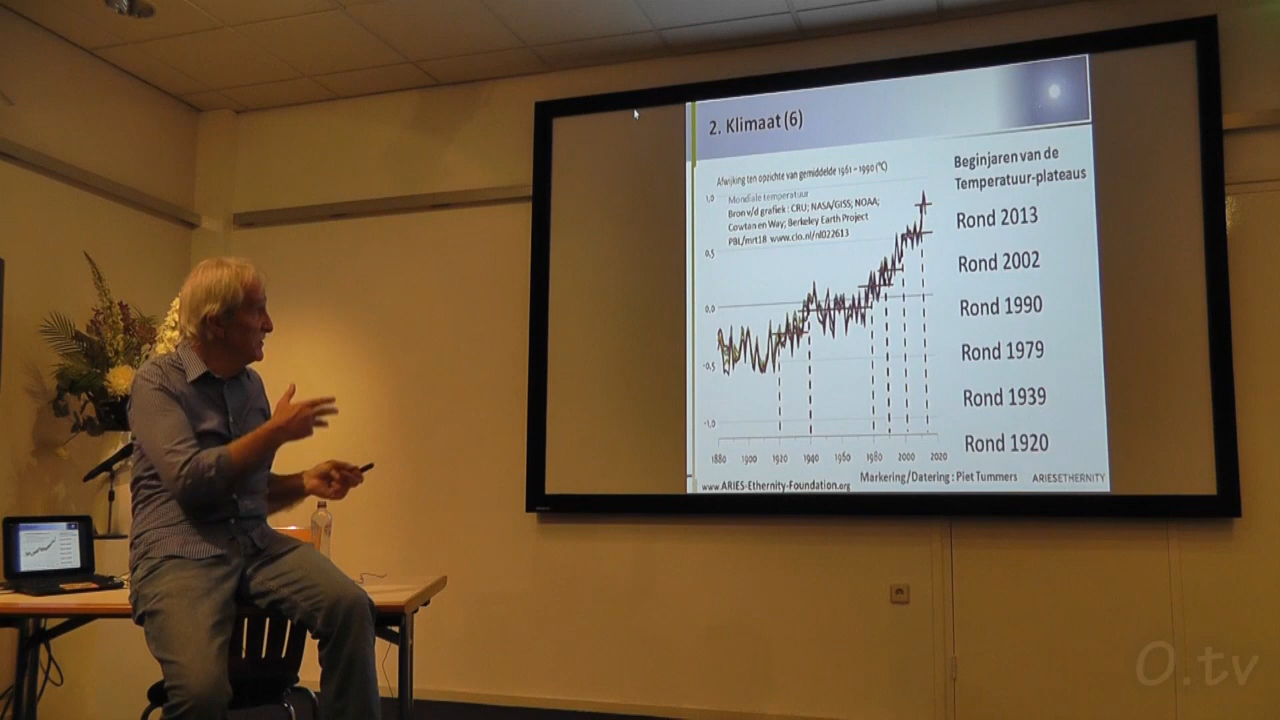 2. Klimaat (6)
Afwijking ten opzichte van gemiddelde 1961 - 1990 (°C)
Mondiale temperatuur
Bron v/d grafiek : CRU; NASA/GISS; NOAA;
Cowtan en Way; Berkeley Earth Project
PBL/mrt18 www.clo.nl/nl022613
1,0
0,5
0,0
-0,5
-1,0
1880 1900 1920 1940 1960 1980 2000 2020
Beginjaren van de
Temperatuur-plateaus
Rond 2013
Rond 2002
Rond 1990
Rond 1979
Rond 1939
Rond 1920
Markering/Datering : Piet Tummers
www.ARIES-Ethernity-Foundation.org
ARIESETHERNITY
O.tv